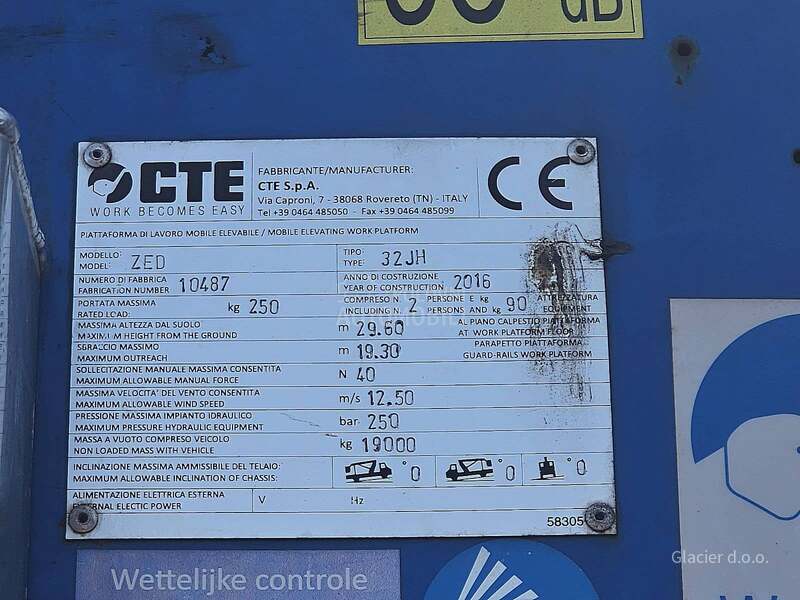 dB
CTE
WORK BECOMES EASY
FABBRICANTE/MANUFACTURER:
CTE S.p.A.
Via Caproni, 7 - 38068 Rovereto (TN) - ITALY
Tel +39 0464 485050 - Fax +39 0464 485099
CE
PIATTAFORMA DI LAVORO MOBILE ELEVABILE / MOBILE ELEVATING WORK PLATFORM
MODELLO:
MODEL: ZED
TIPO:
TYPE: 32JH
NUMERO DI FABBRICA
FABRICATION NUMBER 10487
ANNO DI COSTRUZIONE
YEAR OF CONSTRUCTION 2016
PORTATA MASSIMA
RATED LOAD: kg 250
COMPRESO N. 2 PERSONE E kg 90 ATTREZZATURA
INCLUDING N. PERSONS AND kg EQUIPMENT
MASSIMA ALTEZZA DAL SUOLO
MAXIMUM HEIGHT FROM THE GROUND
m 29.60
AL PIANO CALPESTIO PIATTAFORMA
AT WORK PLATFORM FLOOR
SBRACCIO MASSIMO
MAXIMUM OUTREACH
m 19.30
PARAPETTO PIATTAFORMA
GUARD-RAILS WORK PLATFORM
SOLLECITAZIONE MANUALE MASSIMA CONSENTITA
MAXIMUM ALLOWABLE MANUAL FORCE
N 40
MASSIMA VELOCITA' DEL VENTO CONSENTITA
MAXIMUM ALLOWABLE WIND SPEED
m/s 12.50
PRESSIONE MASSIMA IMPIANTO IDRAULICO
MAXIMUM PRESSURE HYDRAULIC EQUIPMENT
bar 250
MASSA A VUOTO COMPRESO VEICOLO
NON LOADED MASS WITH VEHICLE
kg 19000
INCLINAZIONE MASSIMA AMMISSIBILE DEL TELAIO:
MAXIMUM ALLOWABLE INCLINATION OF CHASSIS:
°0 °0 °0
ALIMENTAZIONE ELETTRICA ESTERNA
EXTERNAL ELECTIC POWER
V Hz
58305
Glacier d.o.o.
Wettelijke controle